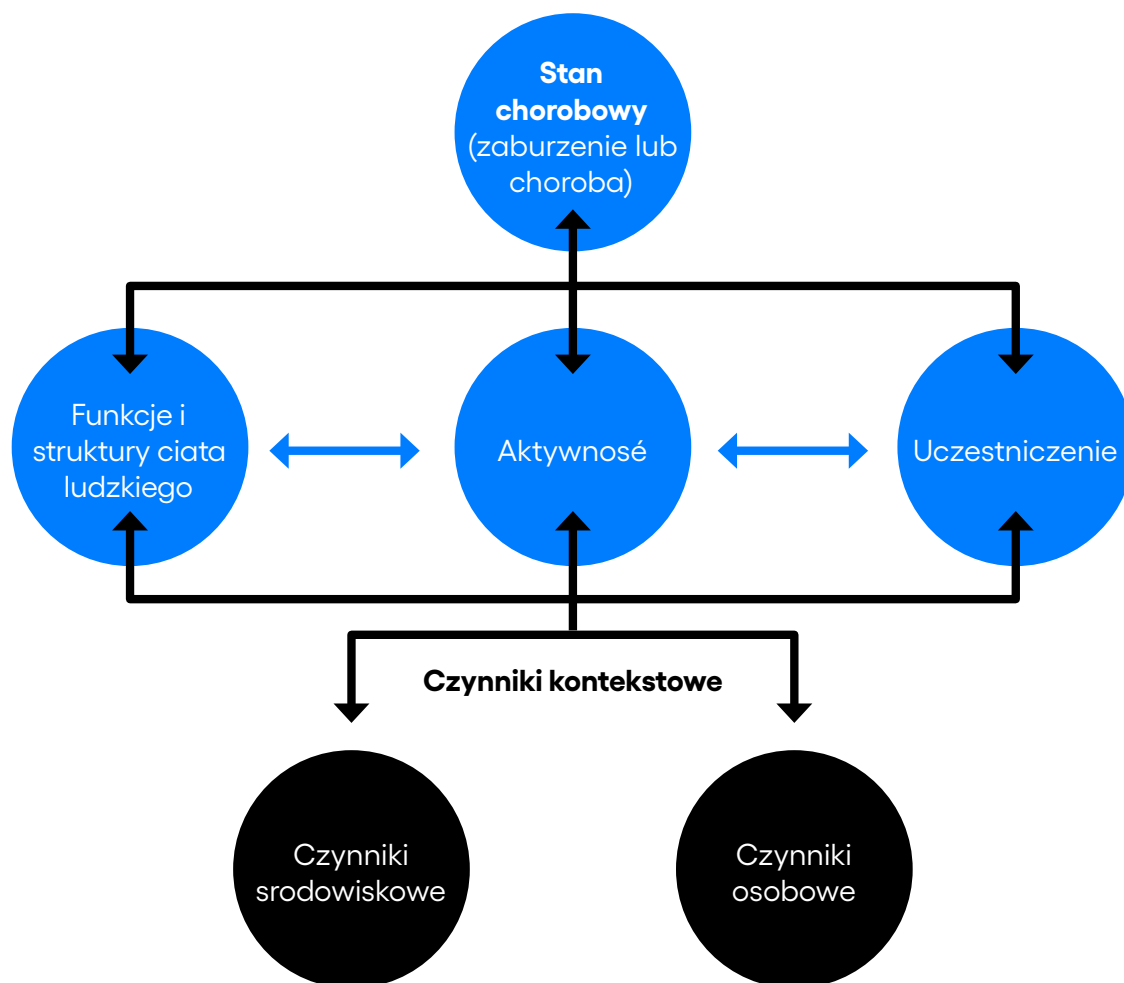 Stan
chorobowy
(zaburzenie lub
choroba)
Funkcje i
struktury ciata
ludzkiego
Aktywnosé
Uczestniczenie
Czynniki kontekstowe
Czynniki
srodowiskowe
Czynniki
osobowe